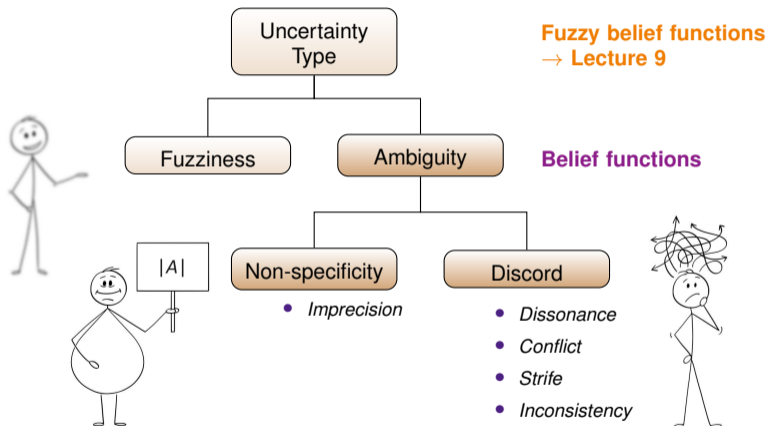 Uncertainty
Type
Fuzzy belief functions
→ Lecture 9
Fuzziness
Ambiguity
Belief functions
|A|
Non-specificity
Discord
• Imprecision
• Dissonance
• Conflict
• Strife
• Inconsistency